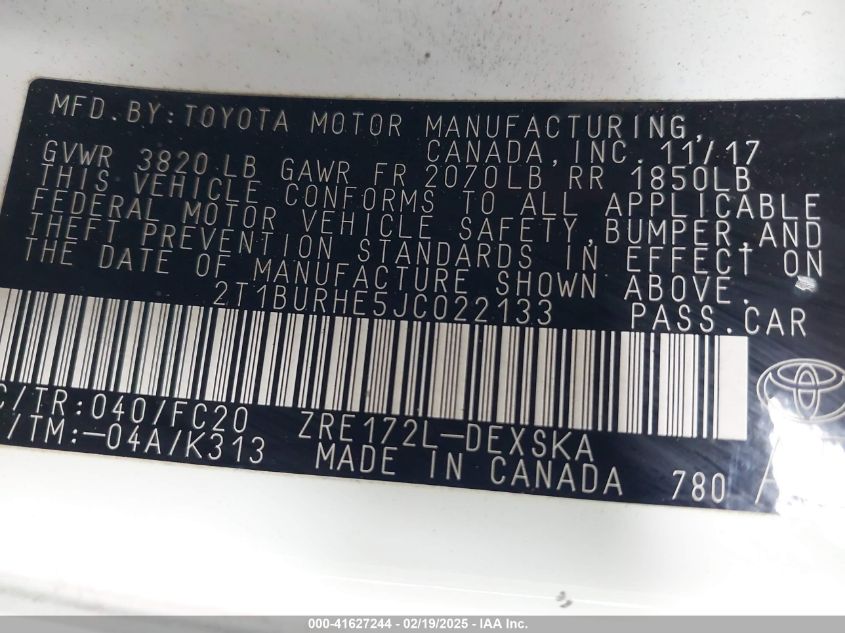 MFD.BY:TOYOTA MOTOR MANUFACTURING,
CANADA,INC. 11/17
GVWR 3820 LB GAWR FR 2070LB RR 1850LB
THIS VEHICLE CONFORMS TO ALL APPLICABLE
FEDERAL MOTOR VEHICLE SAFETY,BUMPER,AND
THEFT PREVENTION STANDARDS IN EFFECT ON
THE DATE OF MANUFACTURE SHOWN ABOVE.
2T1BURHE5JC022133 PASS.CAR
C/TR:040/FC20 ZRE172L-DEXSKA
/TM:-04A/K313 MADE IN CANADA 780 A
000-41627244 - 02/19/2025 - IAA Inc.